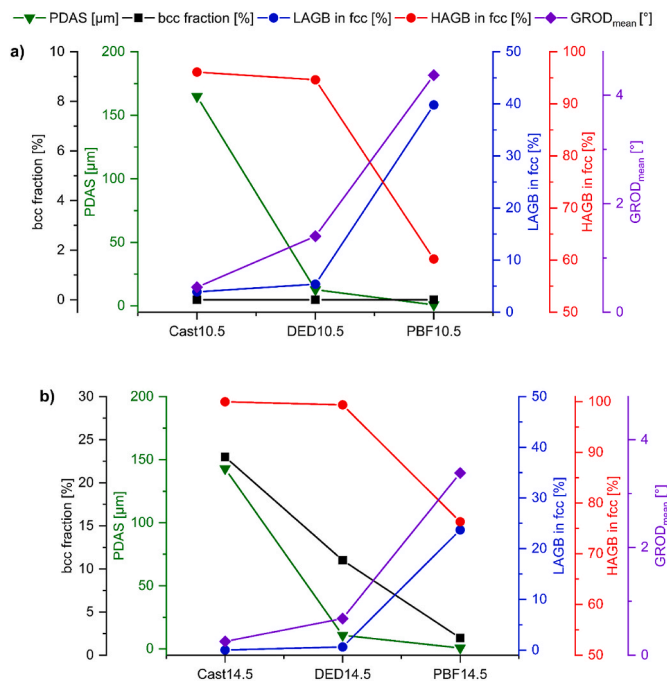 PDAS [µm] bcc fraction [%] LAGB in fcc [%] HAGB in fcc [%] GRODmean [°]
a)
10 200 50 100
8 150 40 90 4
6 100 30 80
4 50 20 70 2
2 0 10 60
0 0 50 0
bcc fraction [%]
PDAS [µm]
LAGB in fcc [%]
HAGB in fcc [%]
GRODmean [°]
Cast10.5 DED10.5 PBF10.5
b)
30 200 50 100
25 150 40 90 4
20 100 30 80
15 50 20 70 2
10 0 10 60
5 0 50 0
0
bcc fraction [%]
PDAS [µm]
LAGB in fcc [%]
HAGB in fcc [%]
GRODmean [°]
Cast14.5 DED14.5 PBF14.5